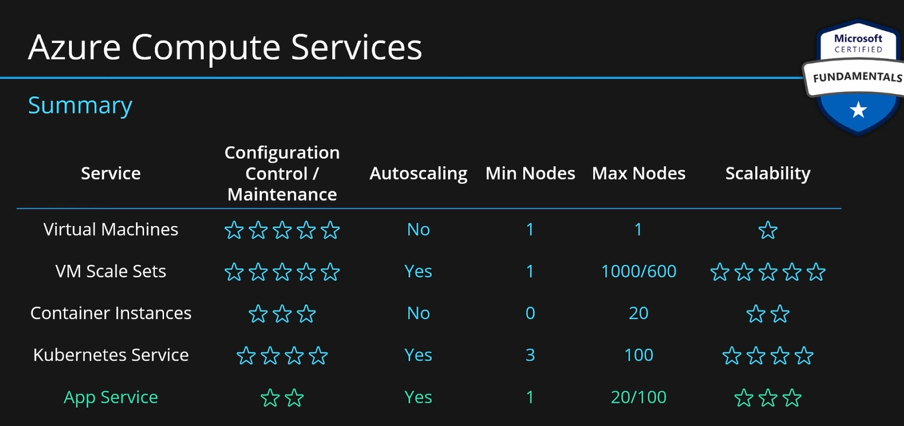 Azure Compute Services
Microsoft
CERTIFIED
FUNDAMENTALS
Summary
Service Configuration Control / Maintenance Autoscaling Min Nodes Max Nodes Scalability
Virtual Machines ☆☆☆☆☆ No 1 1 ☆
VM Scale Sets ☆☆☆☆☆ Yes 1 1000/600 ☆☆☆☆☆
Container Instances ☆☆☆ No 0 20 ☆☆
Kubernetes Service ☆☆☆☆ Yes 3 100 ☆☆☆☆
App Service ☆☆ Yes 1 20/100 ☆☆☆